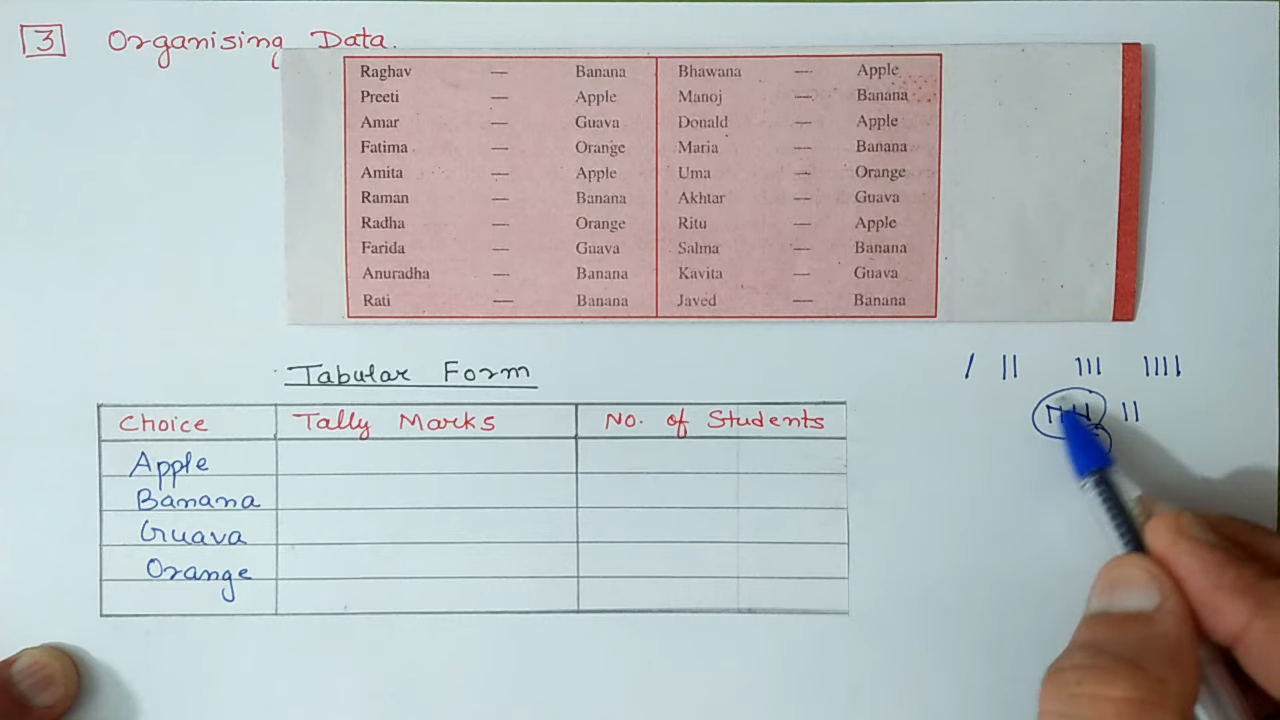 3 Organising Data.
Raghav — Banana Bhawana — Apple
Preeti — Apple Manoj — Banana
Amar — Guava Donald — Apple
Fatima — Orange Maria — Banana
Amita — Apple Uma — Orange
Raman — Banana Akhtar — Guava
Radha — Orange Ritu — Apple
Farida — Guava Salma — Banana
Anuradha — Banana Kavita — Guava
Rati — Banana Javed — Banana
Tabular Form
Choice Tally Marks No. of Students
Apple
Banana
Guava
Orange